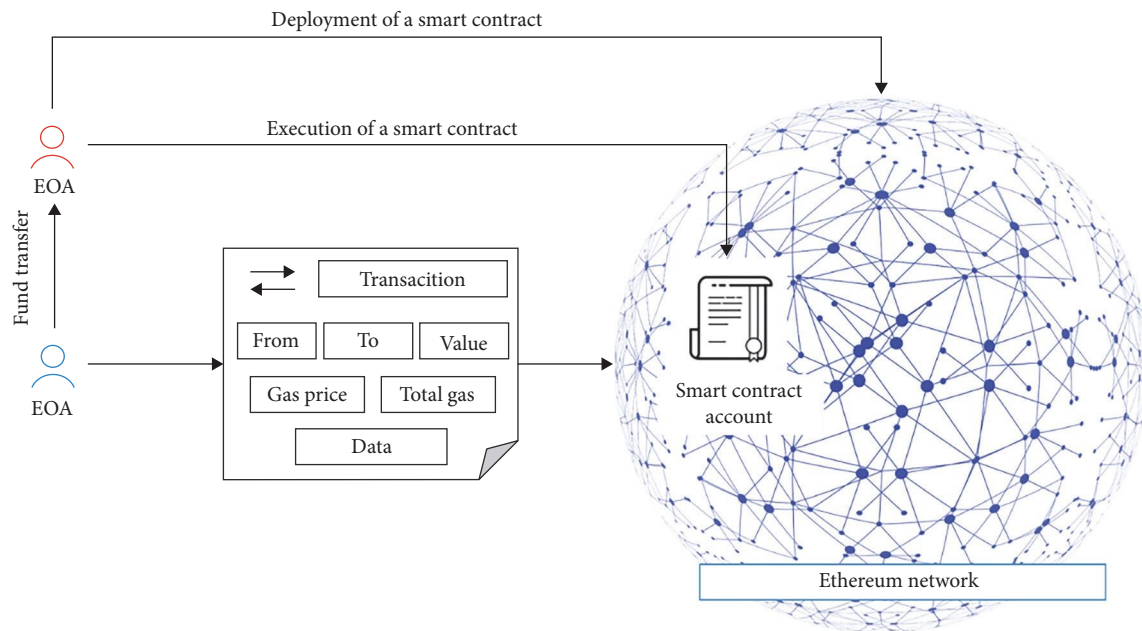 Deployment of a smart contract
Execution of a smart contract
EOA
Fund transfer
EOA
Transacition
From
To
Value
Gas price
Total gas
Data
Smart contract
account
Ethereum network